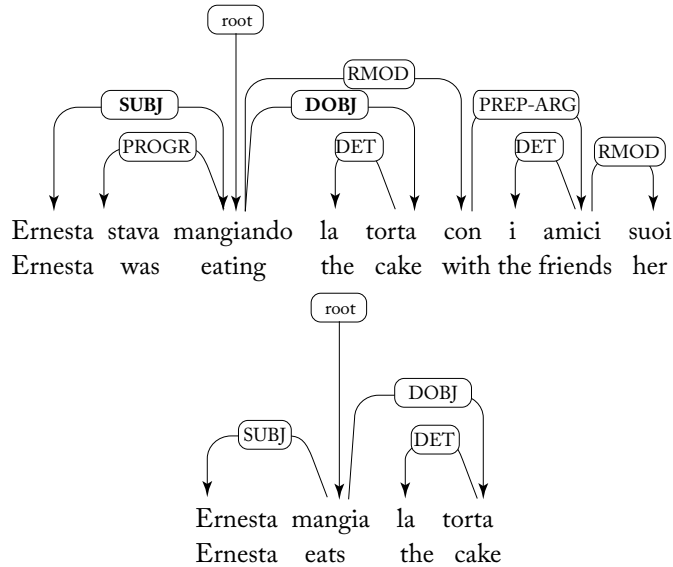 root
RMOD
SUBJ DOBJ PREP-ARG
PROGR DET DET RMOD
Ernesta stava mangiando la torta con i amici suoi
Ernesta was eating the cake with the friends her
root
DOBJ
SUBJ DET
Ernesta mangia la torta
Ernesta eats the cake